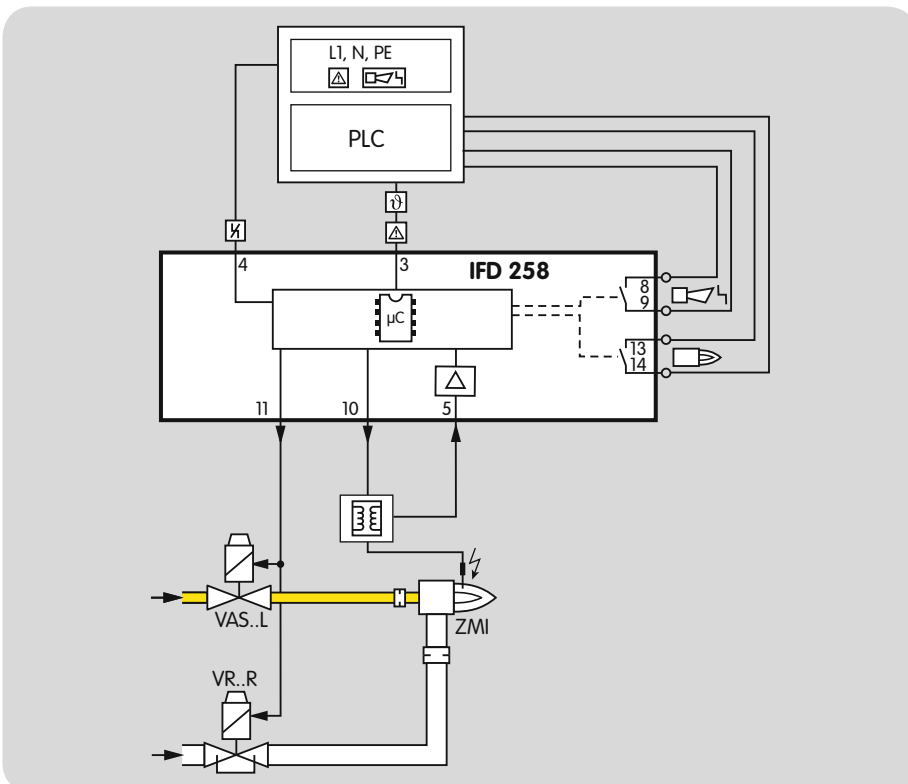 L1, N, PE
PLC
ϑ
4
3
IFD 258
µC
8
9
13
14
11
10
5
VAS..L
ZMI
VR..R